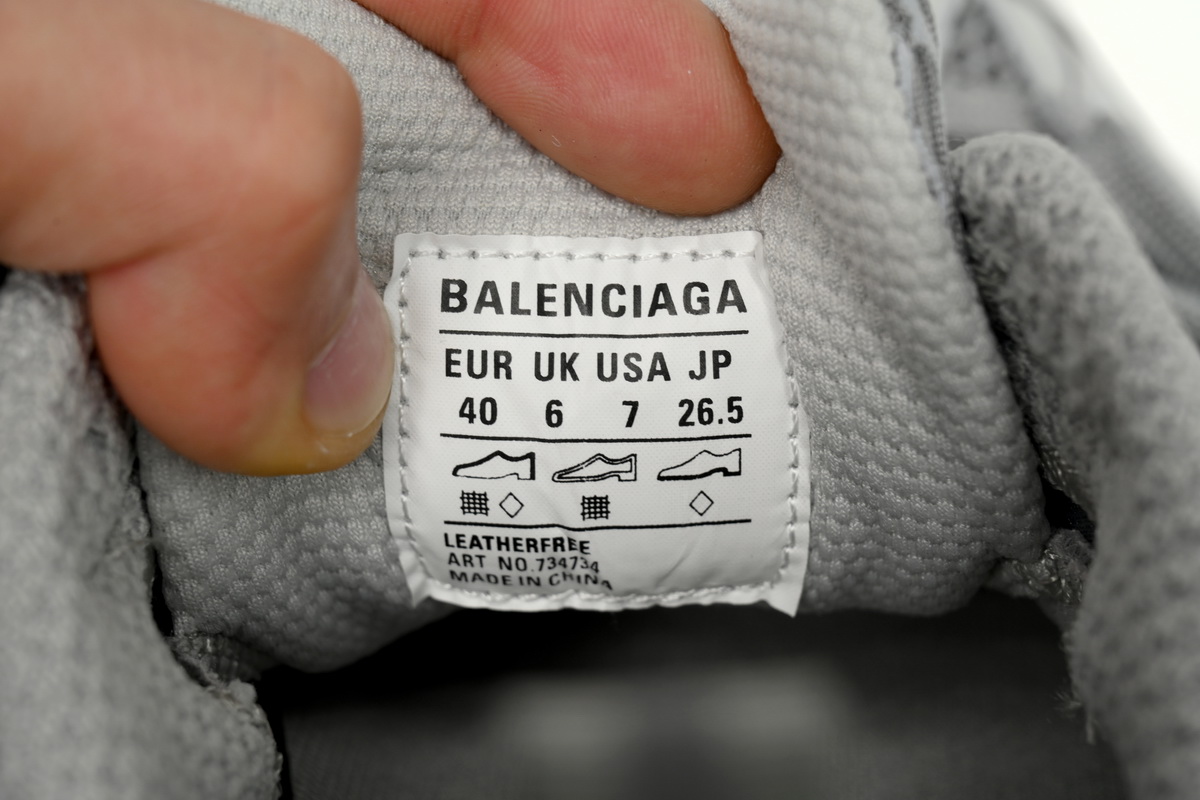 BALENCIAGA
EUR UK USA JP
40 6 7 26.5
LEATHERFREE
ART NO.734734
MADE IN CHINA